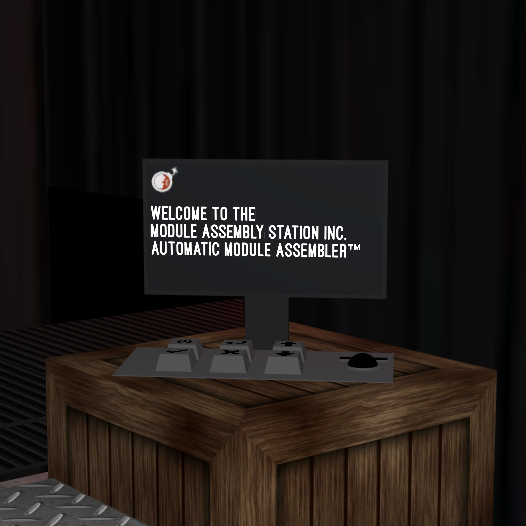 WELCOME TO THE
MODULE ASSEMBLY STATION INC.
AUTOMATIC MODULE ASSEMBLER™